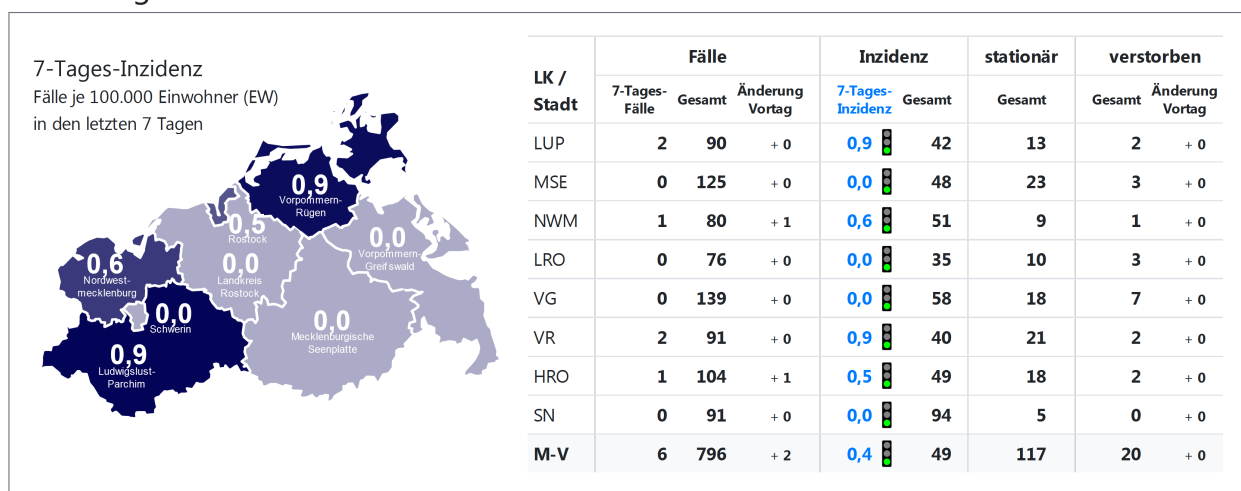 7-Tages-Inzidenz
Fälle je 100.000 Einwohner (EW)
in den letzten 7 Tagen
0,9
Vorpommern-
Rügen
0,5
Rostock
0,0
Vorpommern-
Greifswald
0,6
Nordwest-
mecklenburg
0,0
Landkreis
Rostock
0,0
Schwerin
0,0
Mecklenburgische
Seenplatte
0,9
Ludwigslust-
Parchim
LK / Stadt Fälle Inzidenz stationär verstorben
7-Tages-Fälle Gesamt Änderung Vortag 7-Tages-Inzidenz Gesamt Gesamt Gesamt Änderung Vortag
LUP 2 90 + 0 0,9 42 13 2 + 0
MSE 0 125 + 0 0,0 48 23 3 + 0
NWM 1 80 + 1 0,6 51 9 1 + 0
LRO 0 76 + 0 0,0 35 10 3 + 0
VG 0 139 + 0 0,0 58 18 7 + 0
VR 2 91 + 0 0,9 40 21 2 + 0
HRO 1 104 + 1 0,5 49 18 2 + 0
SN 0 91 + 0 0,0 94 5 0 + 0
M-V 6 796 + 2 0,4 49 117 20 + 0